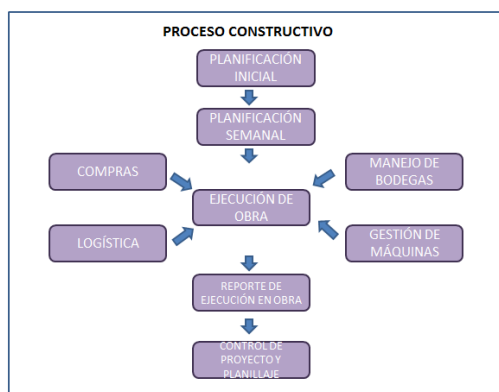 PROCESO CONSTRUCTIVO
PLANIFICACIÓN
INICIAL
PLANIFICACIÓN
SEMANAL
COMPRAS
MANEJO DE
BODEGAS
EJECUCIÓN DE
OBRA
LOGÍSTICA
GESTIÓN DE
MÁQUINAS
REPORTE DE
EJECUCIÓN EN OBRA
CONTROL DE
PROYECTO Y
PLANILLAJE